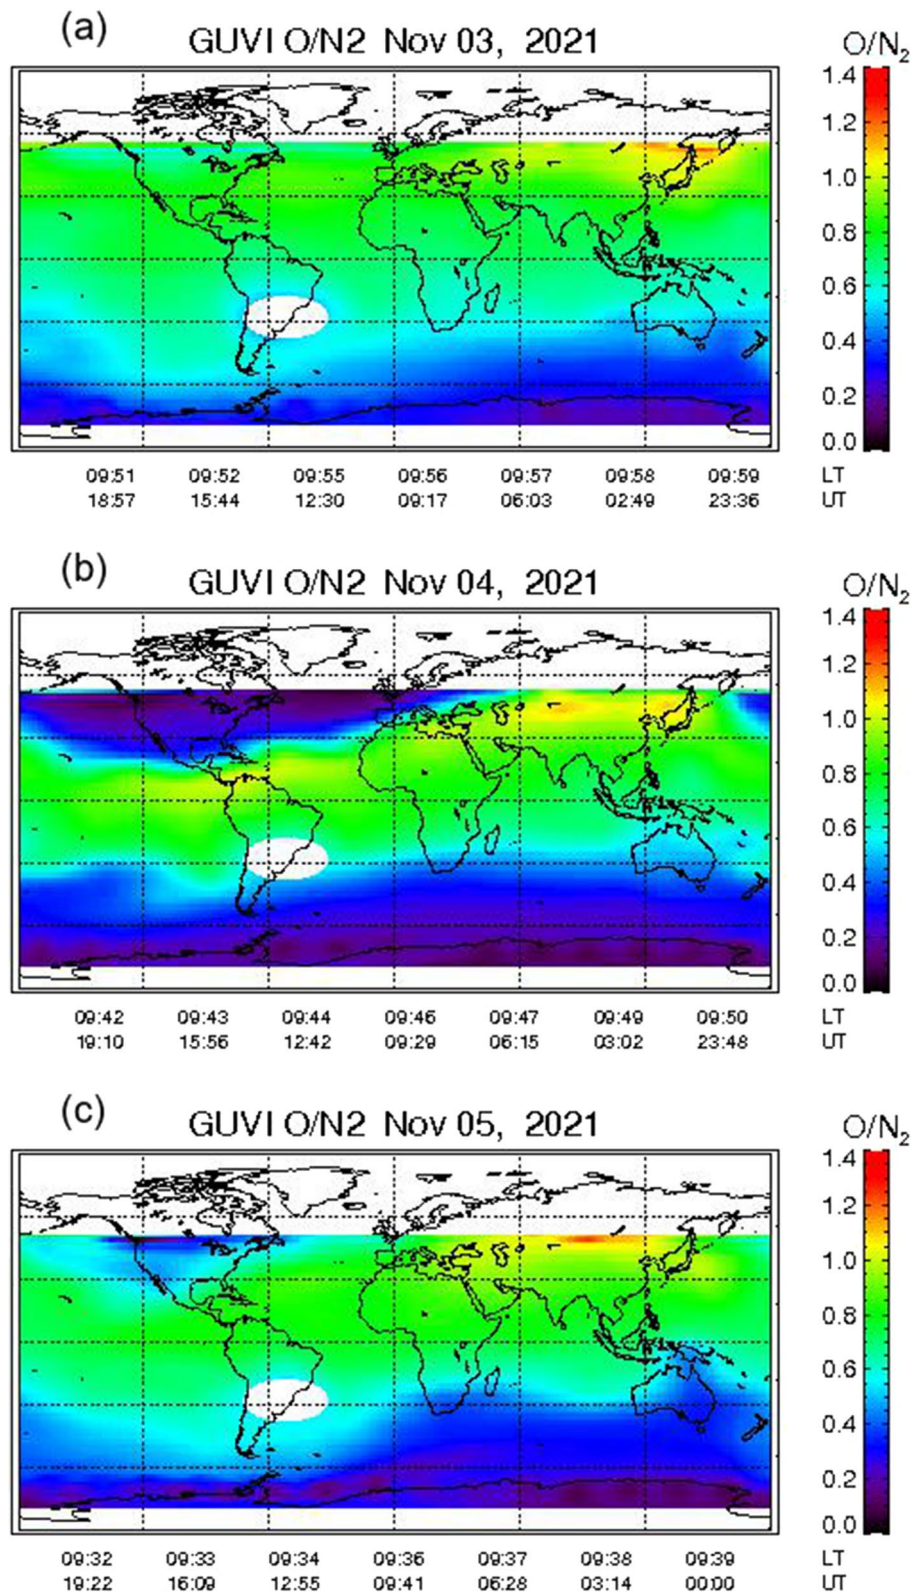 (a)
GUVI O/N2 Nov 03, 2021
O/N₂
1.4
1.2
1.0
0.8
0.6
0.4
0.2
0.0
09:51 09:52 09:55 09:56 09:57 09:58 09:59 LT
18:57 15:44 12:30 09:17 06:03 02:49 23:36 UT
(b)
GUVI O/N2 Nov 04, 2021
O/N₂
1.4
1.2
1.0
0.8
0.6
0.4
0.2
0.0
09:42 09:43 09:44 09:46 09:47 09:49 09:50 LT
19:10 15:56 12:42 09:29 06:15 03:02 23:48 UT
(c)
GUVI O/N2 Nov 05, 2021
O/N₂
1.4
1.2
1.0
0.8
0.6
0.4
0.2
0.0
09:32 09:33 09:34 09:36 09:37 09:38 09:39 LT
19:22 16:09 12:55 09:41 06:28 03:14 00:00 UT